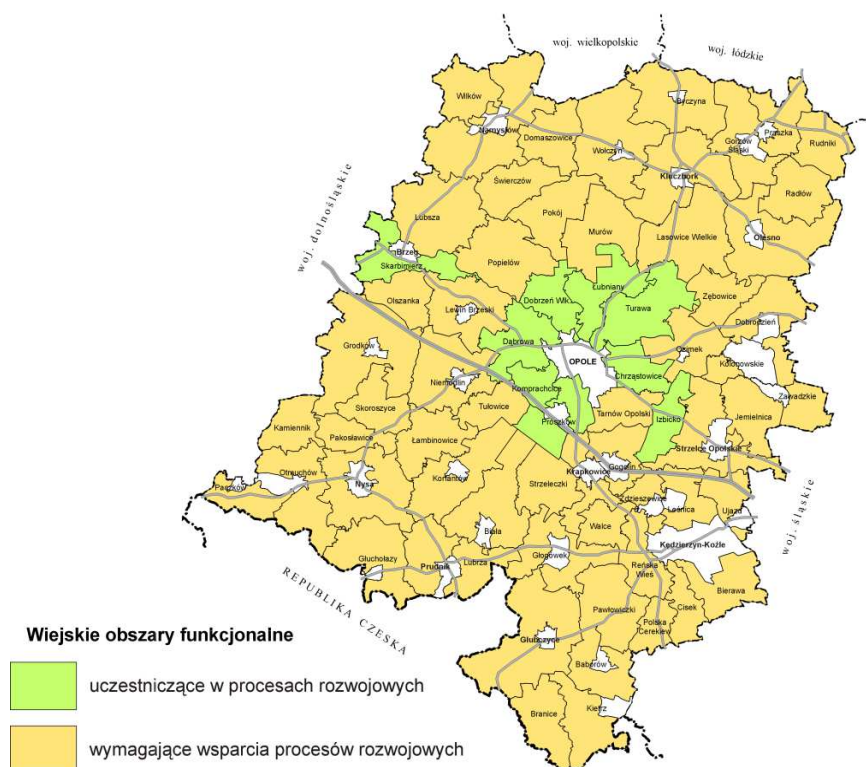 woj. wielkopolskie
woj. łódzkie
Wilków
Namysłów
Domaszowice
Byczyna
Wołczyn
Gorzów
Śląski
Praszka
Rudniki
Kluczbork
Radłów
Świerczów
Olesno
woj. dolnośląskie
Lubsza
Pokój
Murów
Lasowice Wielkie
Brzeg
Skarbimierz
Popielów
Olszanka
Lewin Brzeski
Dobrzeń Wlk.
Łubniany
Turawa
Zębowice
Dobrodzień
Grodków
Dąbrowa
OPOLE
Ozimek
Kolonowskie
Chrząstowice
Niemodlin
Komprachcice
Zawadzkie
Skoroszyce
Tułowice
Prószków
Tarnów Opolski
Izbicko
Jemielnica
Kamiennik
Pakosławice
Łambinowice
Strzelce Opolskie
Paczków
Otmuchów
Nysa
Korfantów
Strzeleczki
Krapkowice
Gogolin
Zdzieszowice
Leśnica
Ujazd
woj. śląskie
Biała
Walce
Głuchołazy
Prudnik
Lubrza
Głogówek
Kędzierzyn-Koźle
Reńska
Wieś
Bierawa
REPUBLIKA CZESKA
Pawłowiczki
Cisek
Polska
Cerekiew
Głubczyce
Baborów
Kietrz
Branice
Wiejskie obszary funkcjonalne
uczestniczące w procesach rozwojowych
wymagające wsparcia procesów rozwojowych